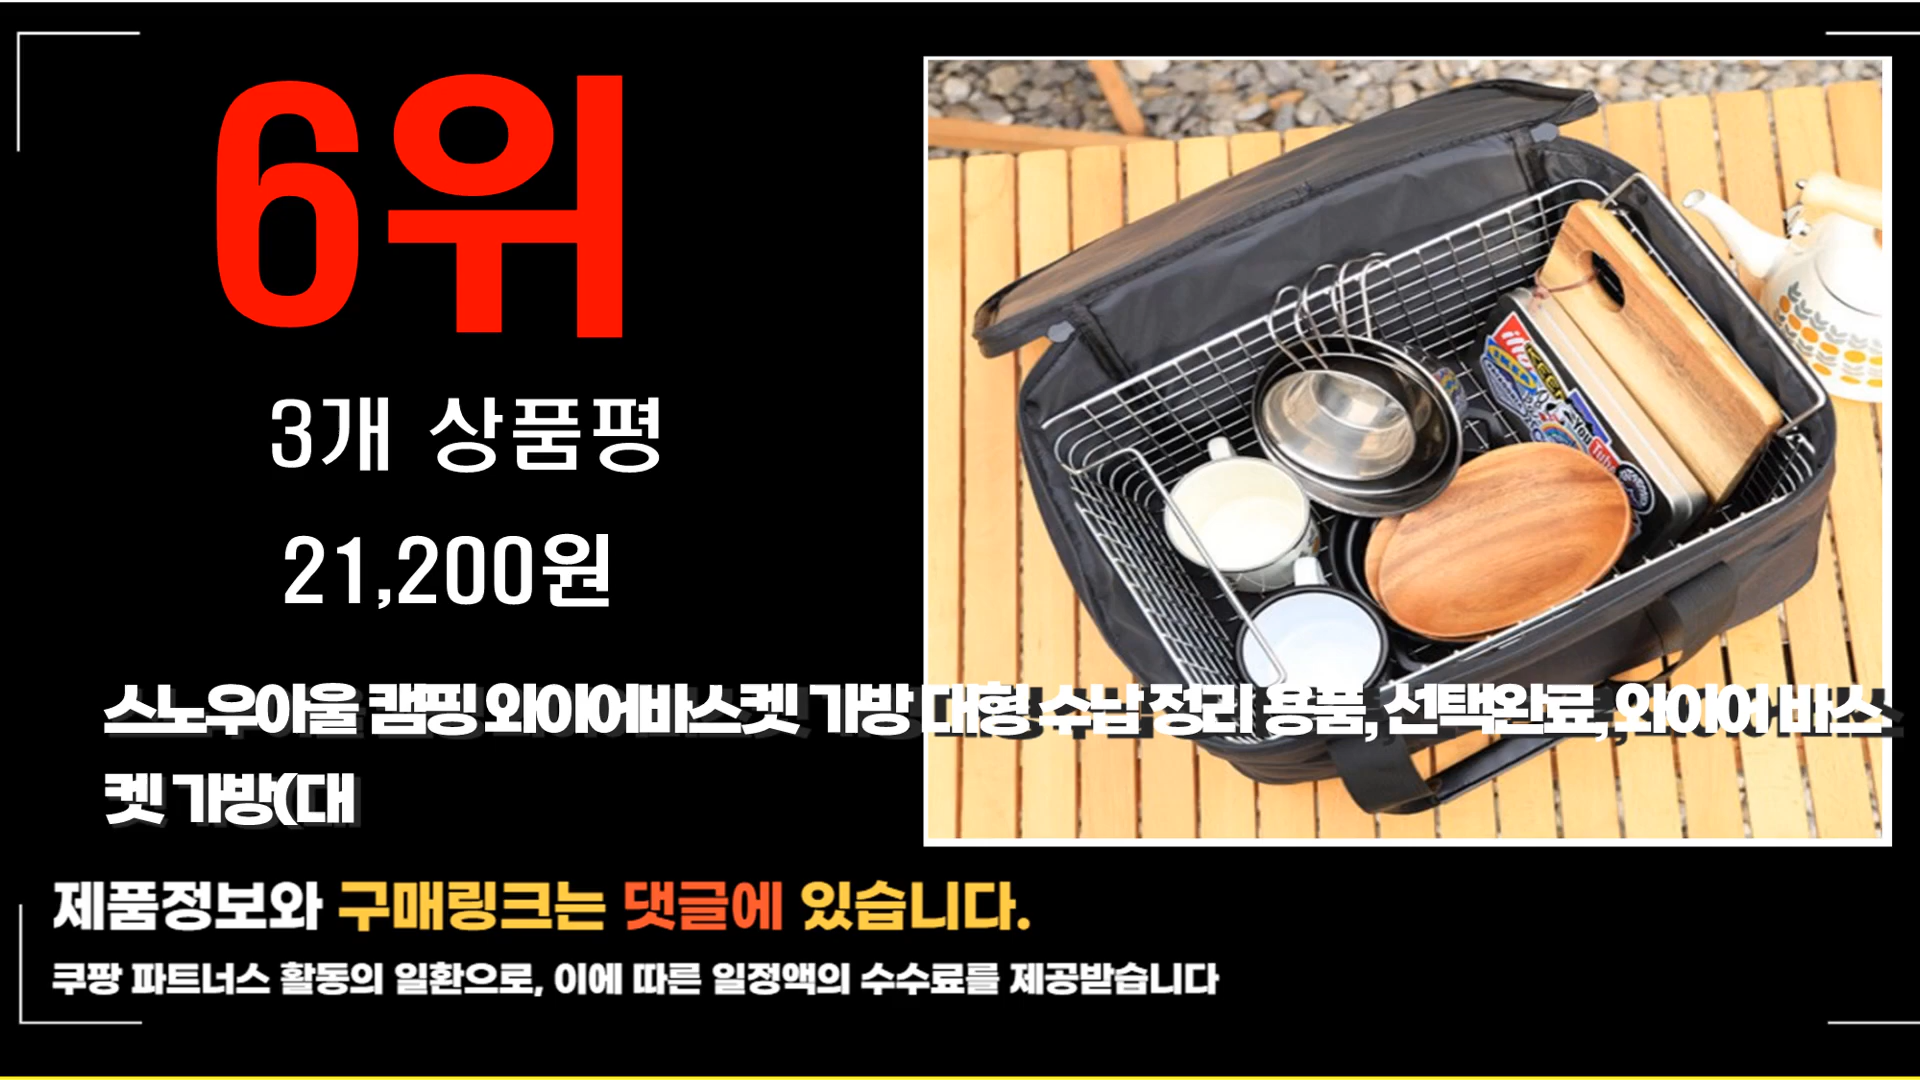 6위
3개 상품평
21,200원
스노우아울 캠핑 와이어바스켓 가방 대형 수납 정리 용품, 선택완료, 와이어 바스
켓 가방(대
제품정보와 구매링크는 댓글에 있습니다.
쿠팡 파트너스 활동의 일환으로, 이에 따른 일정액의 수수료를 제공받습니다
KEEN
You
Tube